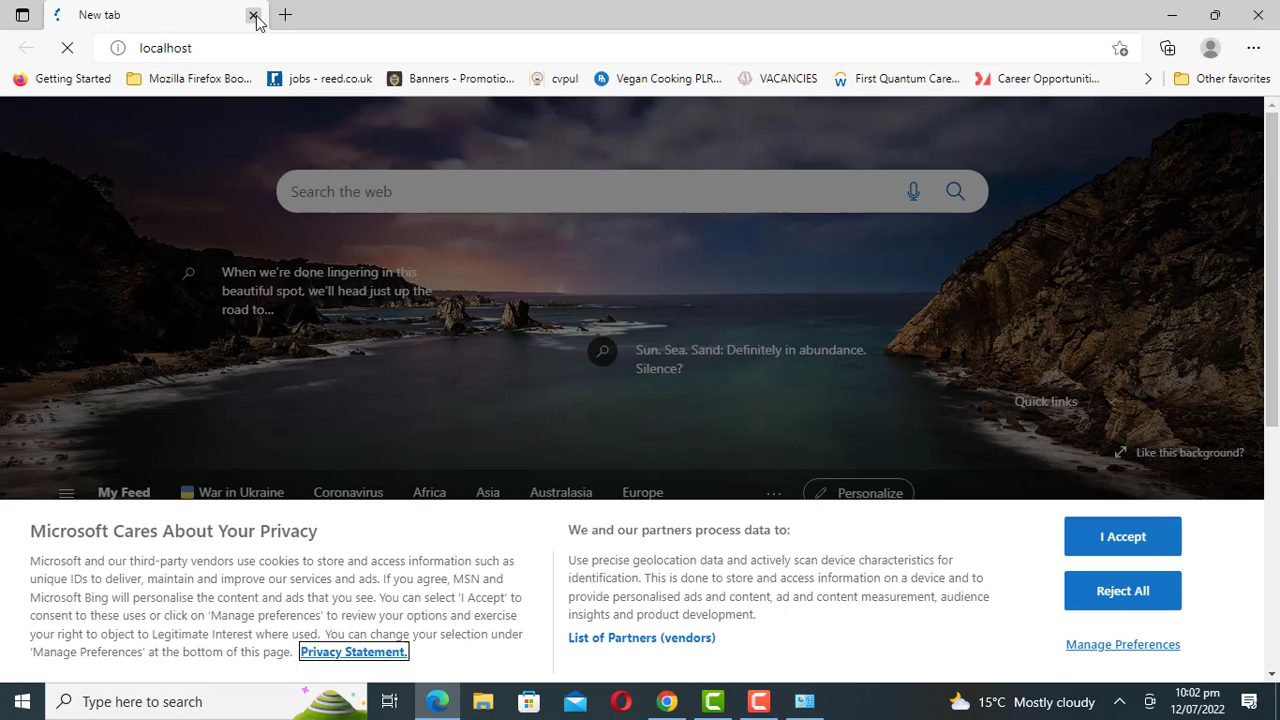 New tab
localhost
Getting Started
Mozilla Firefox Boo...
jobs - reed.co.uk
Banners - Promotio...
cvpul
Vegan Cooking PLR...
VACANCIES
First Quantum Care...
Career Opportuniti...
Other favorites
Search the web
When we're done lingering in this
beautiful spot, we'll head just up the
road to...
Sun. Sea. Sand: Definitely in abundance.
Silence?
Quick links
Like this background?
My Feed
War in Ukraine
Coronavirus
Africa
Asia
Australasia
Europe
...
Personalize
Microsoft Cares About Your Privacy
Microsoft and our third-party vendors use cookies to store and access information such as
unique IDs to deliver, maintain and improve our services and ads. If you agree, MSN and
Microsoft Bing will personalise the content and ads that you see. You can select 'I Accept' to
consent to these uses or click on 'Manage preferences' to review your options and exercise
your right to object to Legitimate Interest where used. You can change your selection under
'Manage Preferences' at the bottom of this page. Privacy Statement.
We and our partners process data to:
Use precise geolocation data and actively scan device characteristics for
identification. This is done to store and access information on a device and to
provide personalised ads and content, ad and content measurement, audience
insights and product development.
List of Partners (vendors)
I Accept
Reject All
Manage Preferences
Type here to search
15°C Mostly cloudy
10:02 pm
12/07/2022